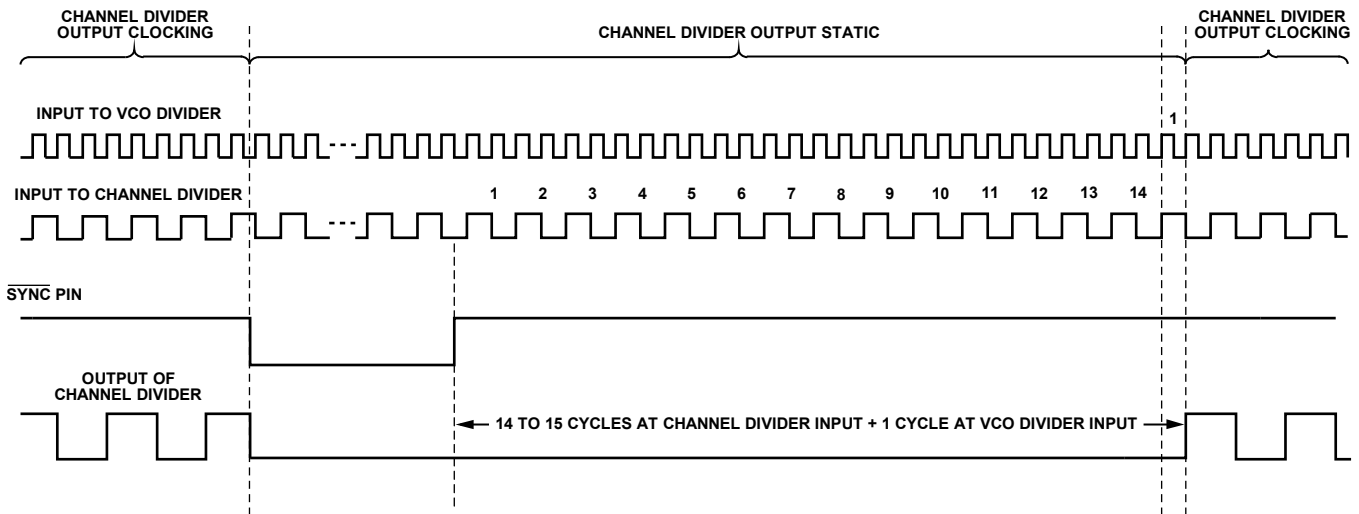 CHANNEL DIVIDER
OUTPUT CLOCKING
CHANNEL DIVIDER OUTPUT STATIC
CHANNEL DIVIDER
OUTPUT CLOCKING
INPUT TO VCO DIVIDER
1
INPUT TO CHANNEL DIVIDER
1 2 3 4 5 6 7 8 9 10 11 12 13 14
SYNC PIN
OUTPUT OF
CHANNEL DIVIDER
14 TO 15 CYCLES AT CHANNEL DIVIDER INPUT + 1 CYCLE AT VCO DIVIDER INPUT